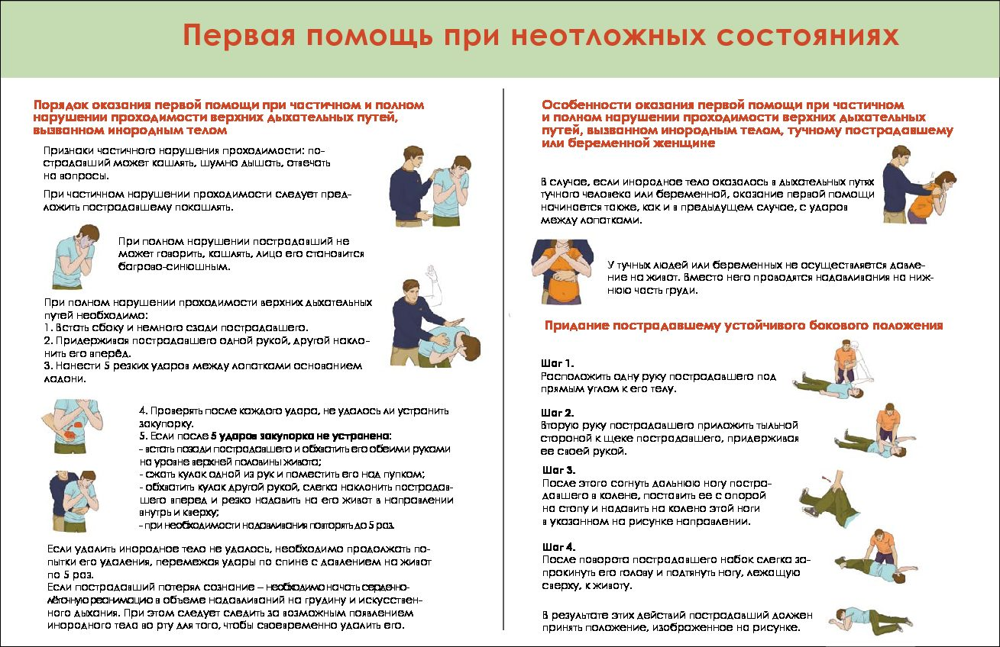 Первая помощь при неотложных состояниях
Порядок оказания первой помощи при частичном и полном
нарушении проходимости верхних дыхательных путей,
вызванном инородным телом
Признаки частичного нарушения проходимости: по-
страдавший может кашлять, шумно дышать, отвечать
на вопросы.
При частичном нарушении проходимости следует пред-
ложить пострадавшему покашлять.
При полном нарушении пострадавший не
может говорить, кашлять, лицо его становится
багрово-синюшным.
При полном нарушении проходимости верхних дыхательных
путей необходимо:
1. Встать сбоку и немного сзади пострадавшего.
2. Придерживая пострадавшего одной рукой, другой накло-
нить его вперёд.
3. Нанести 5 резких ударов между лопатками основанием
ладони.
4. Проверять после каждого удара, не удалось ли устранить
закупорку.
5. Если после 5 ударов закупорка не устранена:
- встать позади пострадавшего и обхватить его обеими руками
на уровне верхней половины живота;
- сжать кулак одной из рук и поместить его над пупком;
- обхватить кулак другой рукой, слегка наклонить пострадав-
шего вперед и резко надавить на его живот в направлении
внутрь и кверху;
- при необходимости надавливания повторять до 5 раз.
Если удалить инородное тело не удалось, необходимо продолжать по-
пытки его удаления, перемежая удары по спине с давлением на живот
по 5 раз.
Если пострадавший потерял сознание – необходимо начать сердечно-
лёгочную реанимацию в объеме надавливаний на грудину и искусствен-
ного дыхания. При этом следует следить за возможным появлением
инородного тела во рту для того, чтобы своевременно удалить его.
Особенности оказания первой помощи при частичном
и полном нарушении проходимости верхних дыхательных
путей, вызванном инородным телом, тучному пострадавшему
или беременной женщине
В случае, если инородное тело оказалось в дыхательных путях
тучного человека или беременной, оказание первой помощи
начинается также, как и в предыдущем случае, с ударов
между лопатками.
У тучных людей или беременных не осуществляется давле-
ние на живот. Вместо него проводятся надавливания на ниж-
нюю часть груди.
Придание пострадавшему устойчивого бокового положения
Шаг 1.
Расположить одну руку пострадавшего под
прямым углом к его телу.
Шаг 2.
Вторую руку пострадавшего приложить тыльной
стороной к щеке пострадавшего, придерживая
ее своей рукой.
Шаг 3.
После этого согнуть дальнюю ногу постра-
давшего в колене, поставить ее с опорой
на стопу и надавить на колено этой ноги
в указанном на рисунке направлении.
Шаг 4.
После поворота пострадавшего набок слегка за-
прокинуть его голову и подтянуть ногу, лежащую
сверху, к животу.
В результате этих действий пострадавший должен
принять положение, изображенное на рисунке.